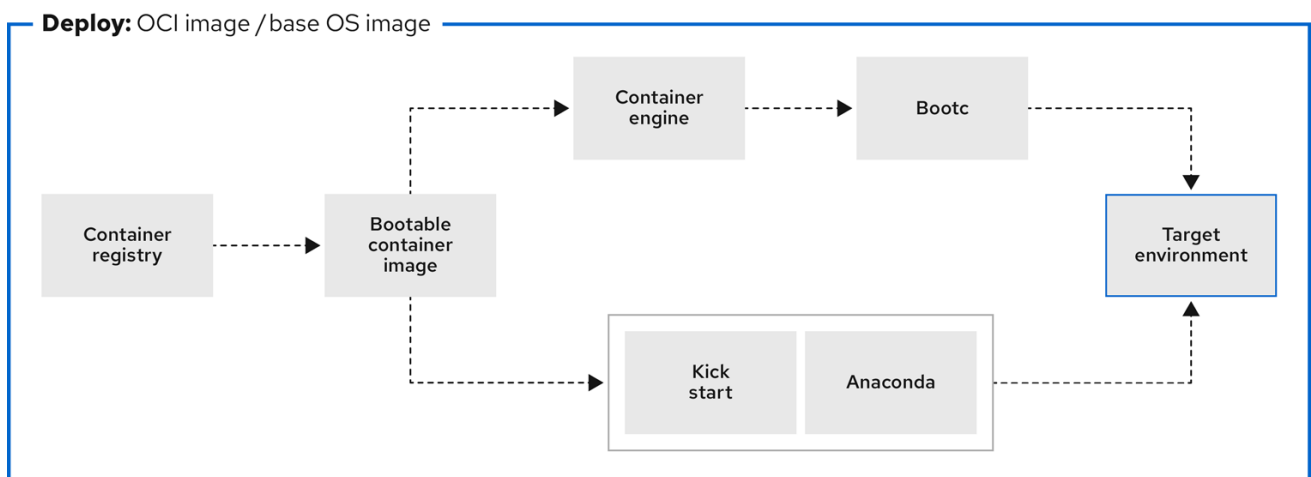 Deploy: OCI image / base OS image
Container
engine
Bootc
Container
registry
Bootable
container
image
Target
environment
Kick
start
Anaconda